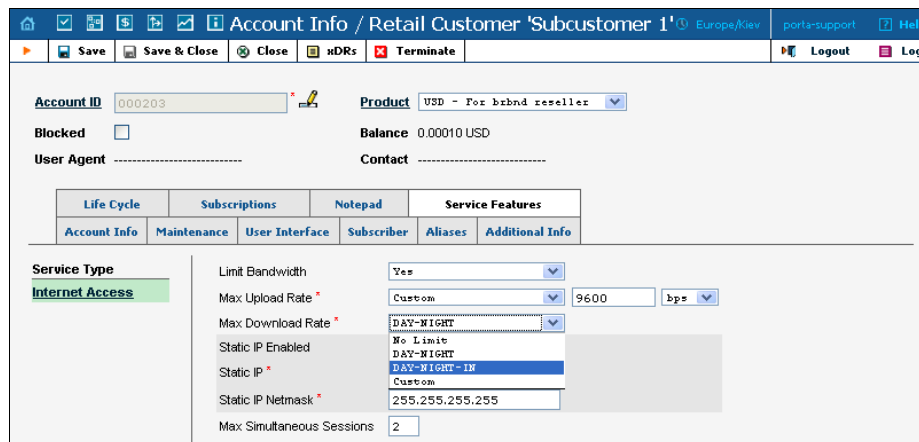 Account Info / Retail Customer 'Subcustomer 1' Europe/Kiev porta-support ? Hel
Save Save & Close Close xDRs Terminate Logout Log
Account ID 000203 * Product USD - For brbnd reseller
Blocked Balance 0.00010 USD
User Agent ---------------------------- Contact ----------------------------
Life Cycle Subscriptions Notepad Service Features
Account Info Maintenance User Interface Subscriber Aliases Additional Info
Service Type Limit Bandwidth Yes
Internet Access Max Upload Rate * Custom 9600 bps
Max Download Rate * DAY-NIGHT
Static IP Enabled No Limit
DAY-NIGHT
Static IP * DAY-NIGHT-IN
Custom
Static IP Netmask * 255.255.255.255
Max Simultaneous Sessions 2